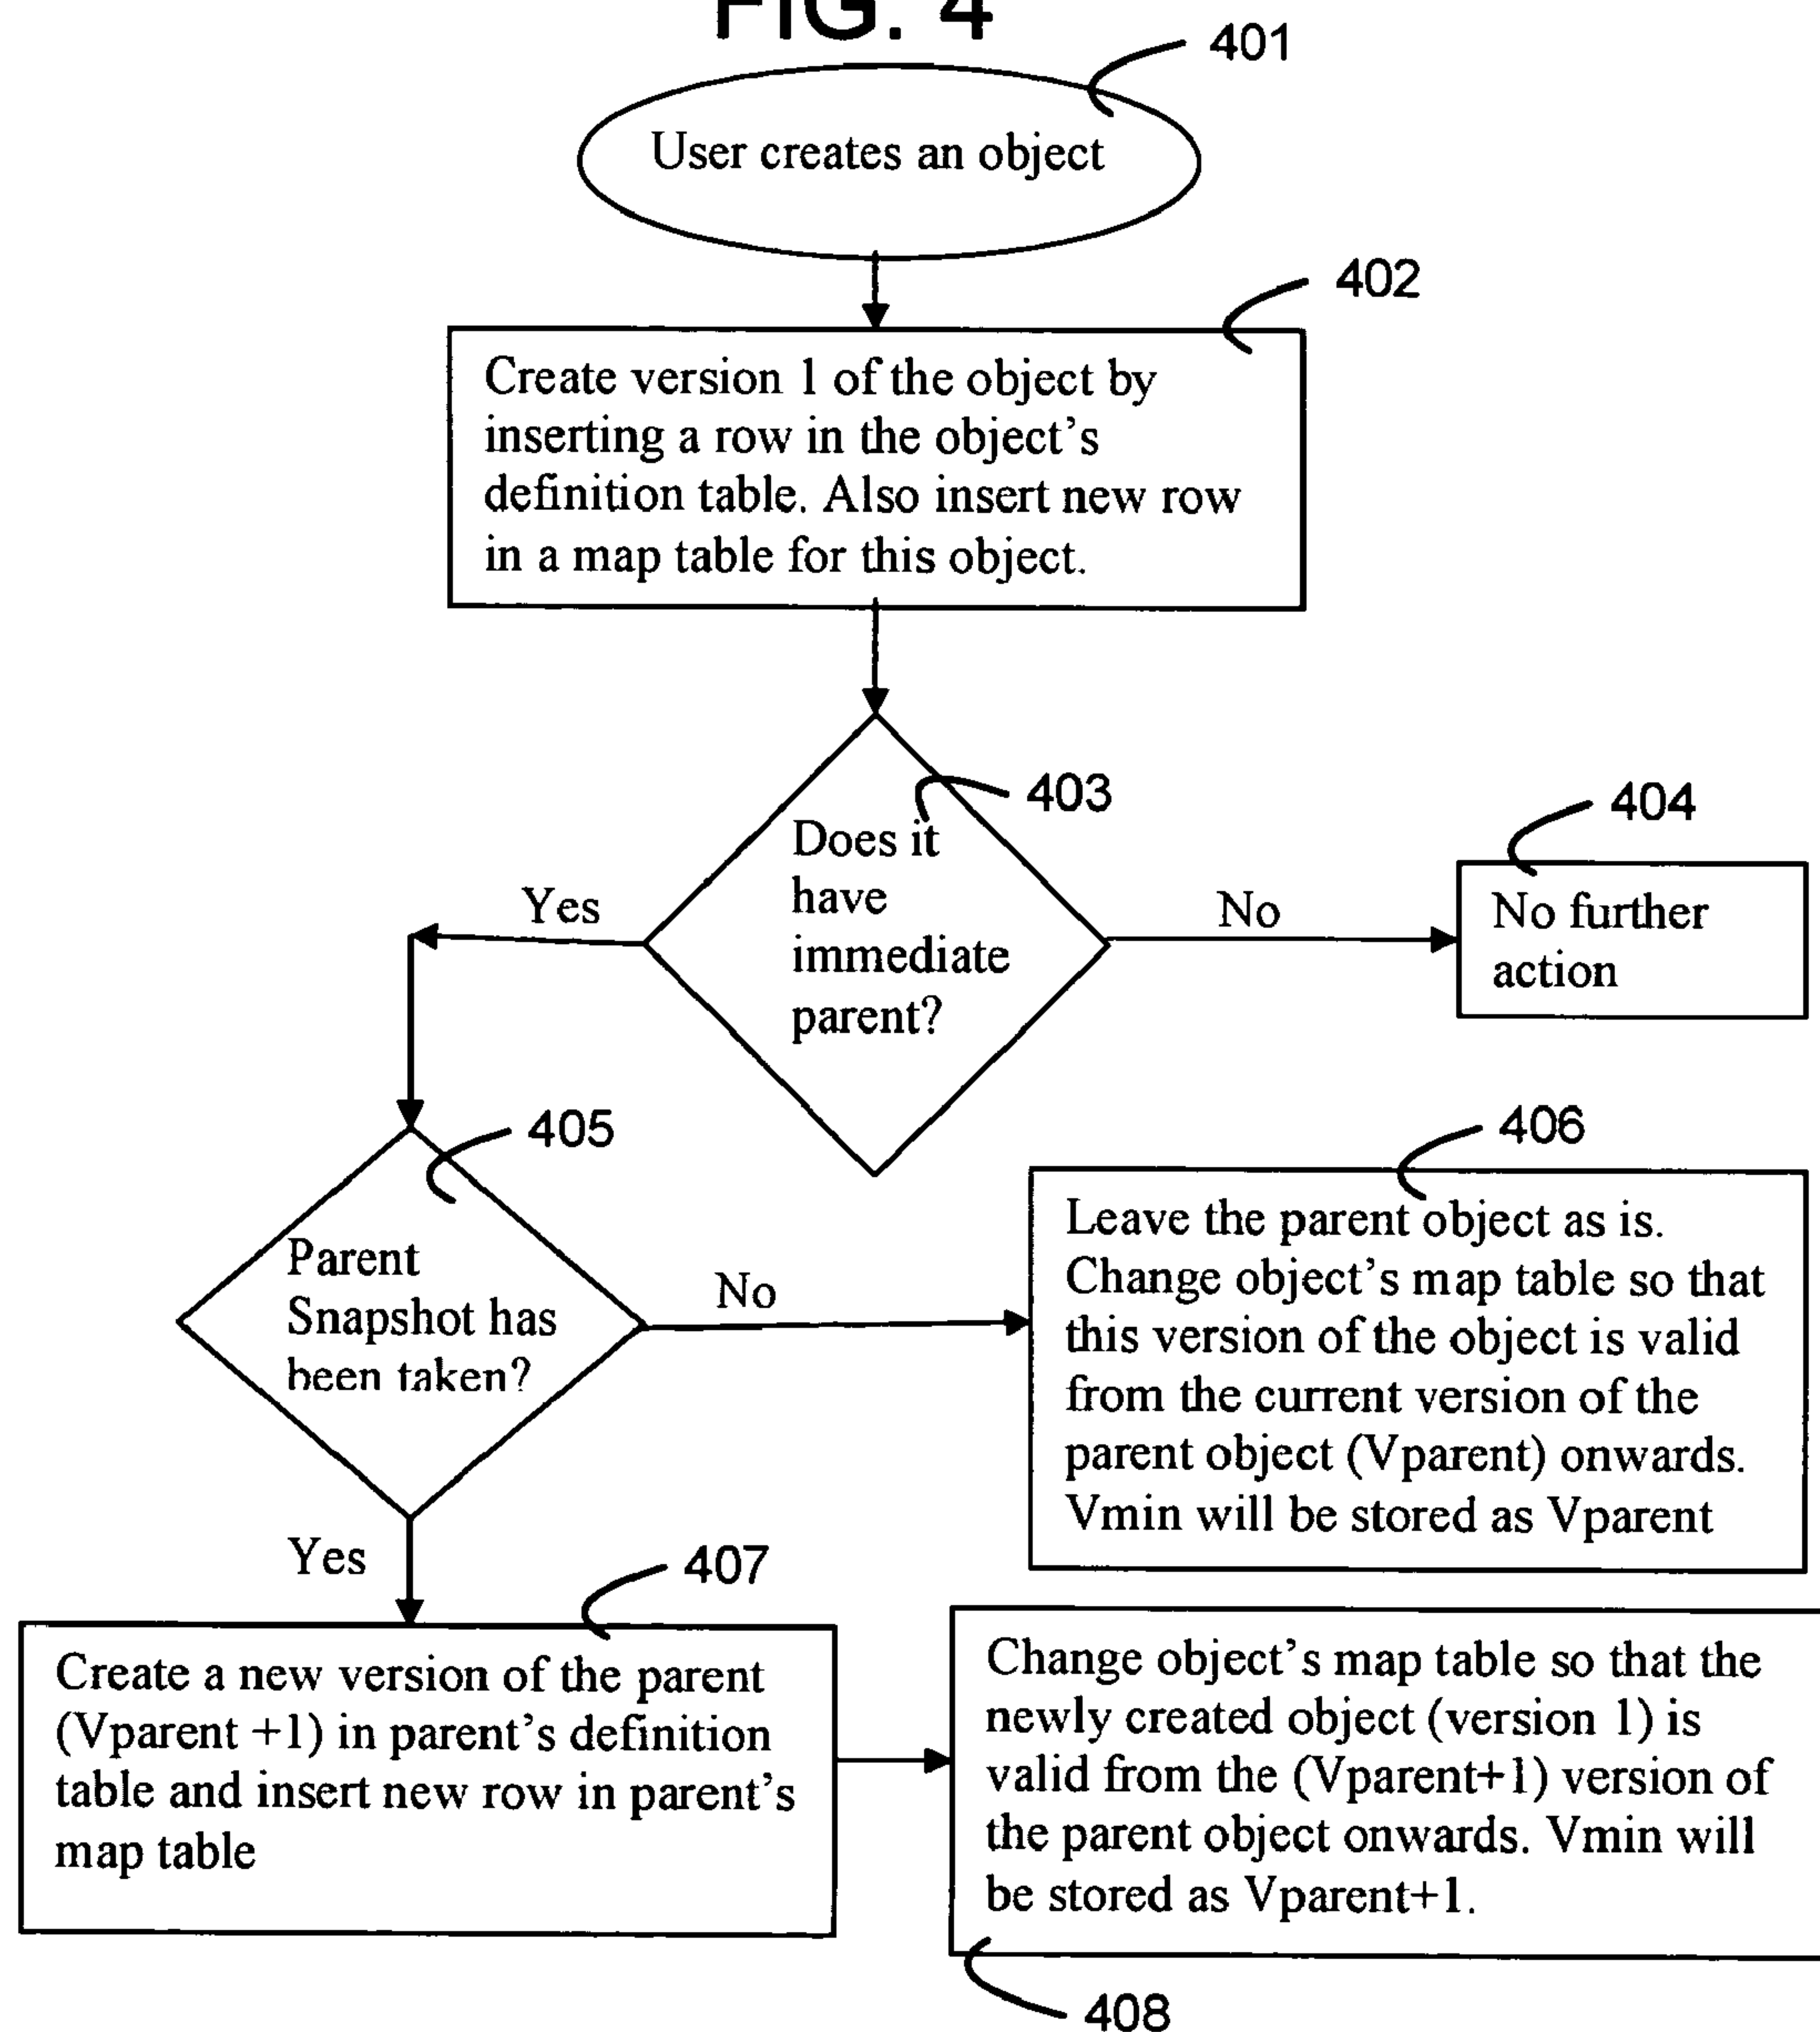 FIG. 4
401
User creates an object
402
Create version 1 of the object by
inserting a row in the object's
definition table. Also insert new row
in a map table for this object.
403
Does it
have
immediate
parent?
404
Yes
No
No further
action
405
Parent
Snapshot has
been taken?
No
406
Leave the parent object as is.
Change object's map table so that
this version of the object is valid
from the current version of the
parent object (Vparent) onwards.
Vmin will be stored as Vparent
Yes
407
Create a new version of the parent
(Vparent +1) in parent's definition
table and insert new row in parent's
map table
Change object's map table so that the
newly created object (version 1) is
valid from the (Vparent+1) version of
the parent object onwards. Vmin will
be stored as Vparent+1.
408